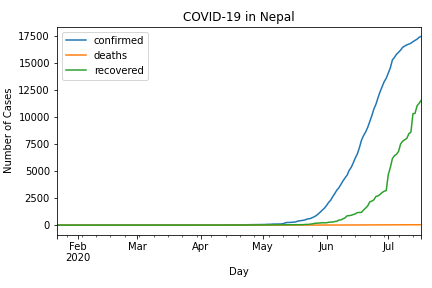 COVID-19 in Nepal
confirmed
deaths
recovered
Number of Cases
17500
15000
12500
10000
7500
5000
2500
0
Feb
2020
Mar
Apr
May
Jun
Jul
Day